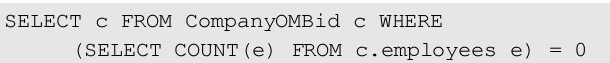 SELECT c FROM CompanyOMBid c WHERE
(SELECT COUNT(e) FROM c.employees e) = 0